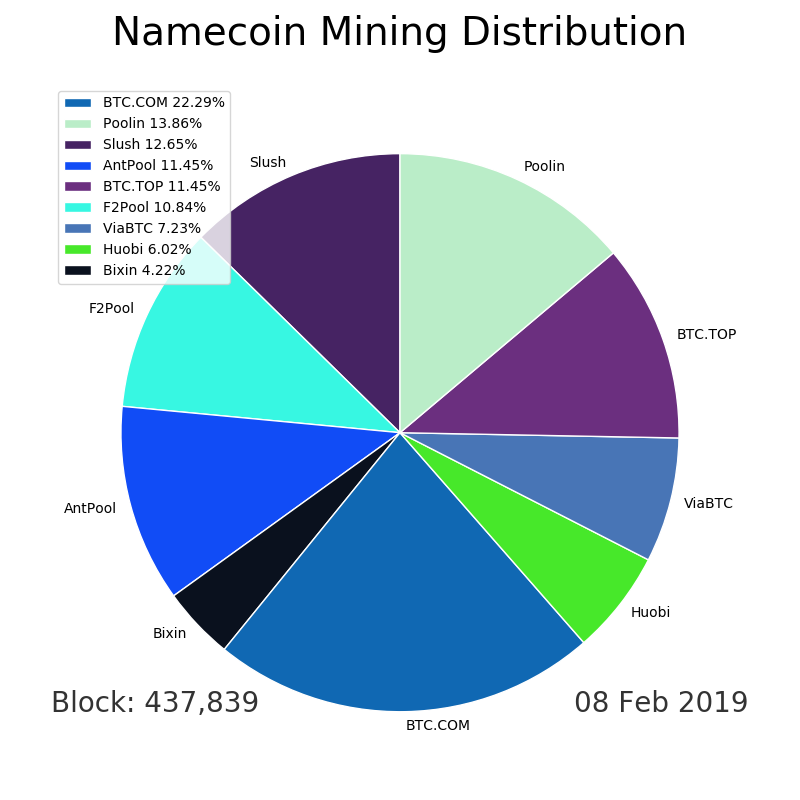 Namecoin Mining Distribution
BTC.COM 22.29%
Poolin 13.86%
Slush 12.65%
AntPool 11.45%
BTC.TOP 11.45%
F2Pool 10.84%
ViaBTC 7.23%
Huobi 6.02%
Bixin 4.22%
Slush
Poolin
F2Pool
BTC.TOP
AntPool
ViaBTC
Bixin
Huobi
BTC.COM
Block: 437,839
08 Feb 2019